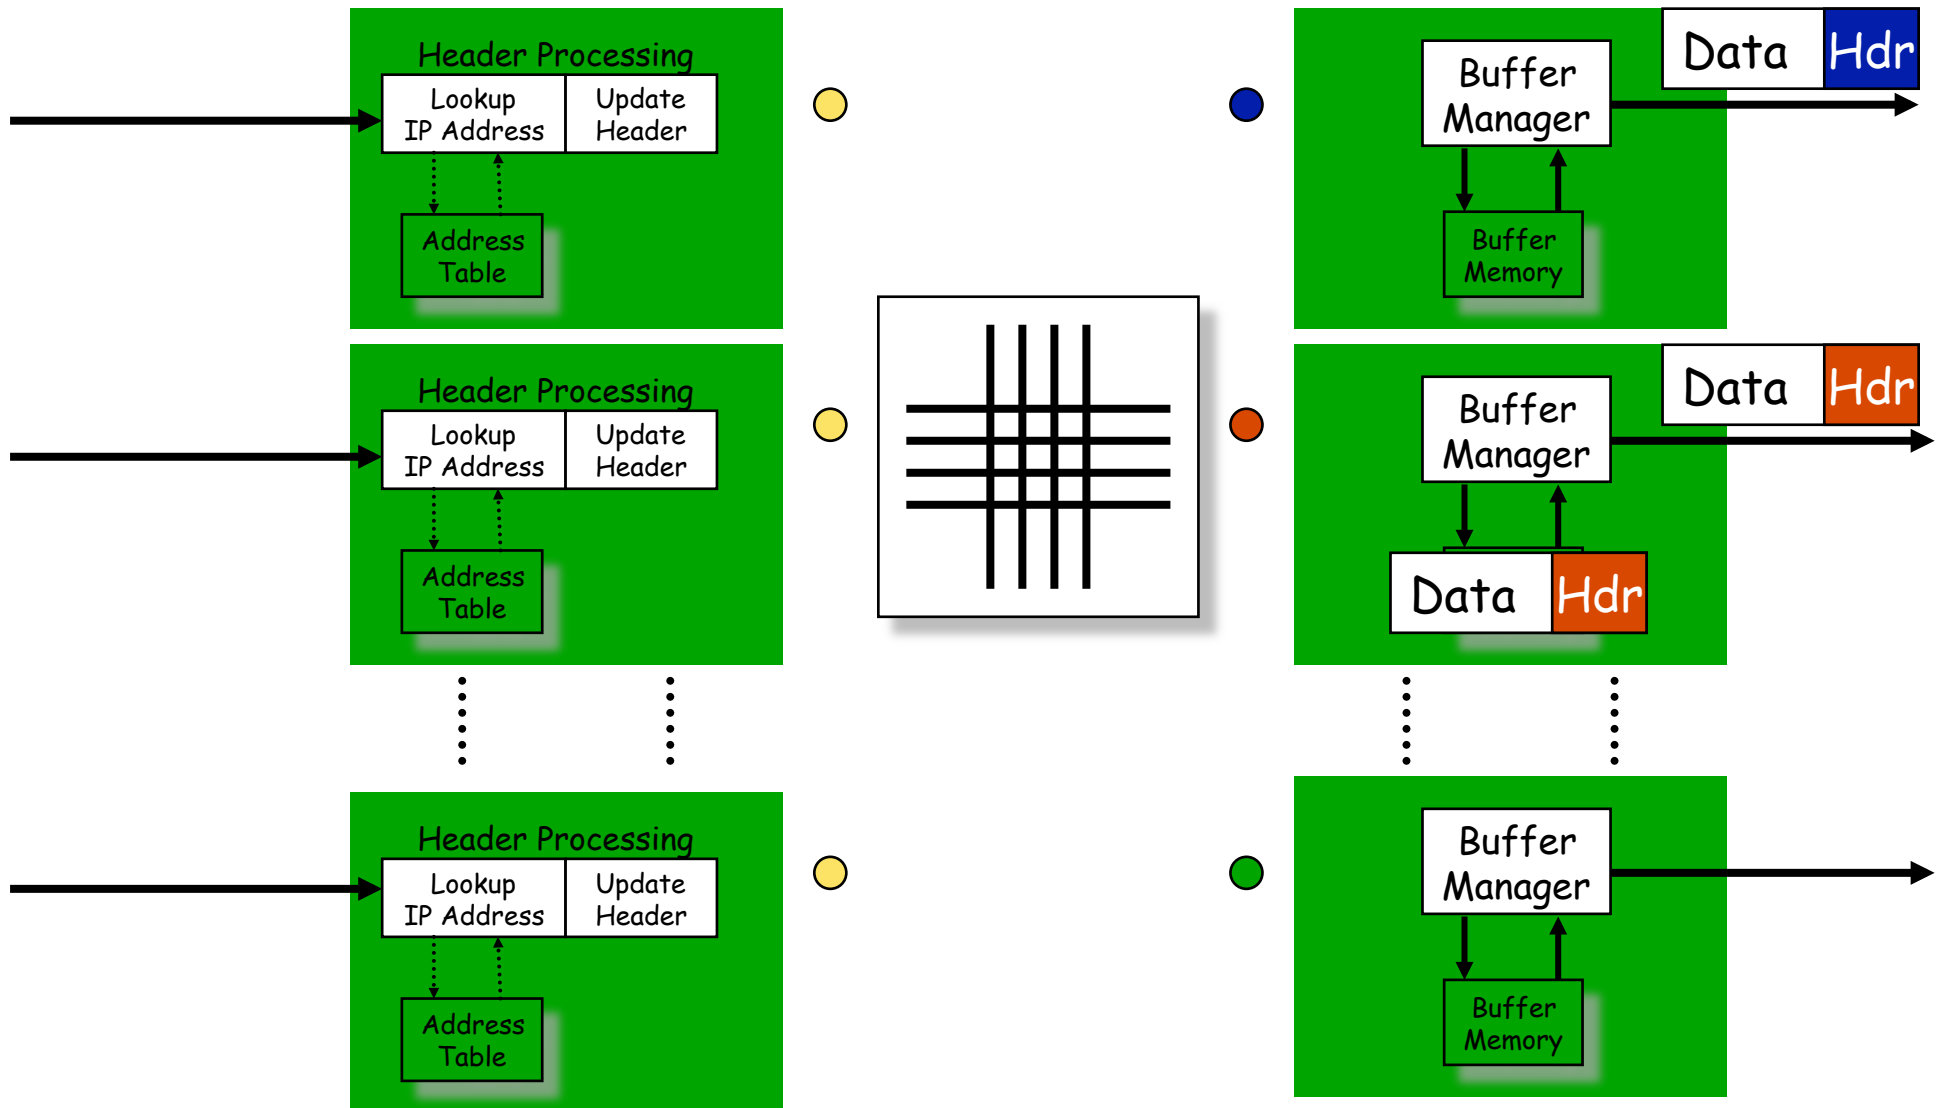 Header Processing
Lookup
IP Address
Update
Header
Address
Table
Buffer
Manager
Buffer
Memory
Data Hdr
Header Processing
Lookup
IP Address
Update
Header
Address
Table
Buffer
Manager
Data Hdr
Data Hdr
Header Processing
Lookup
IP Address
Update
Header
Address
Table
Buffer
Manager
Buffer
Memory